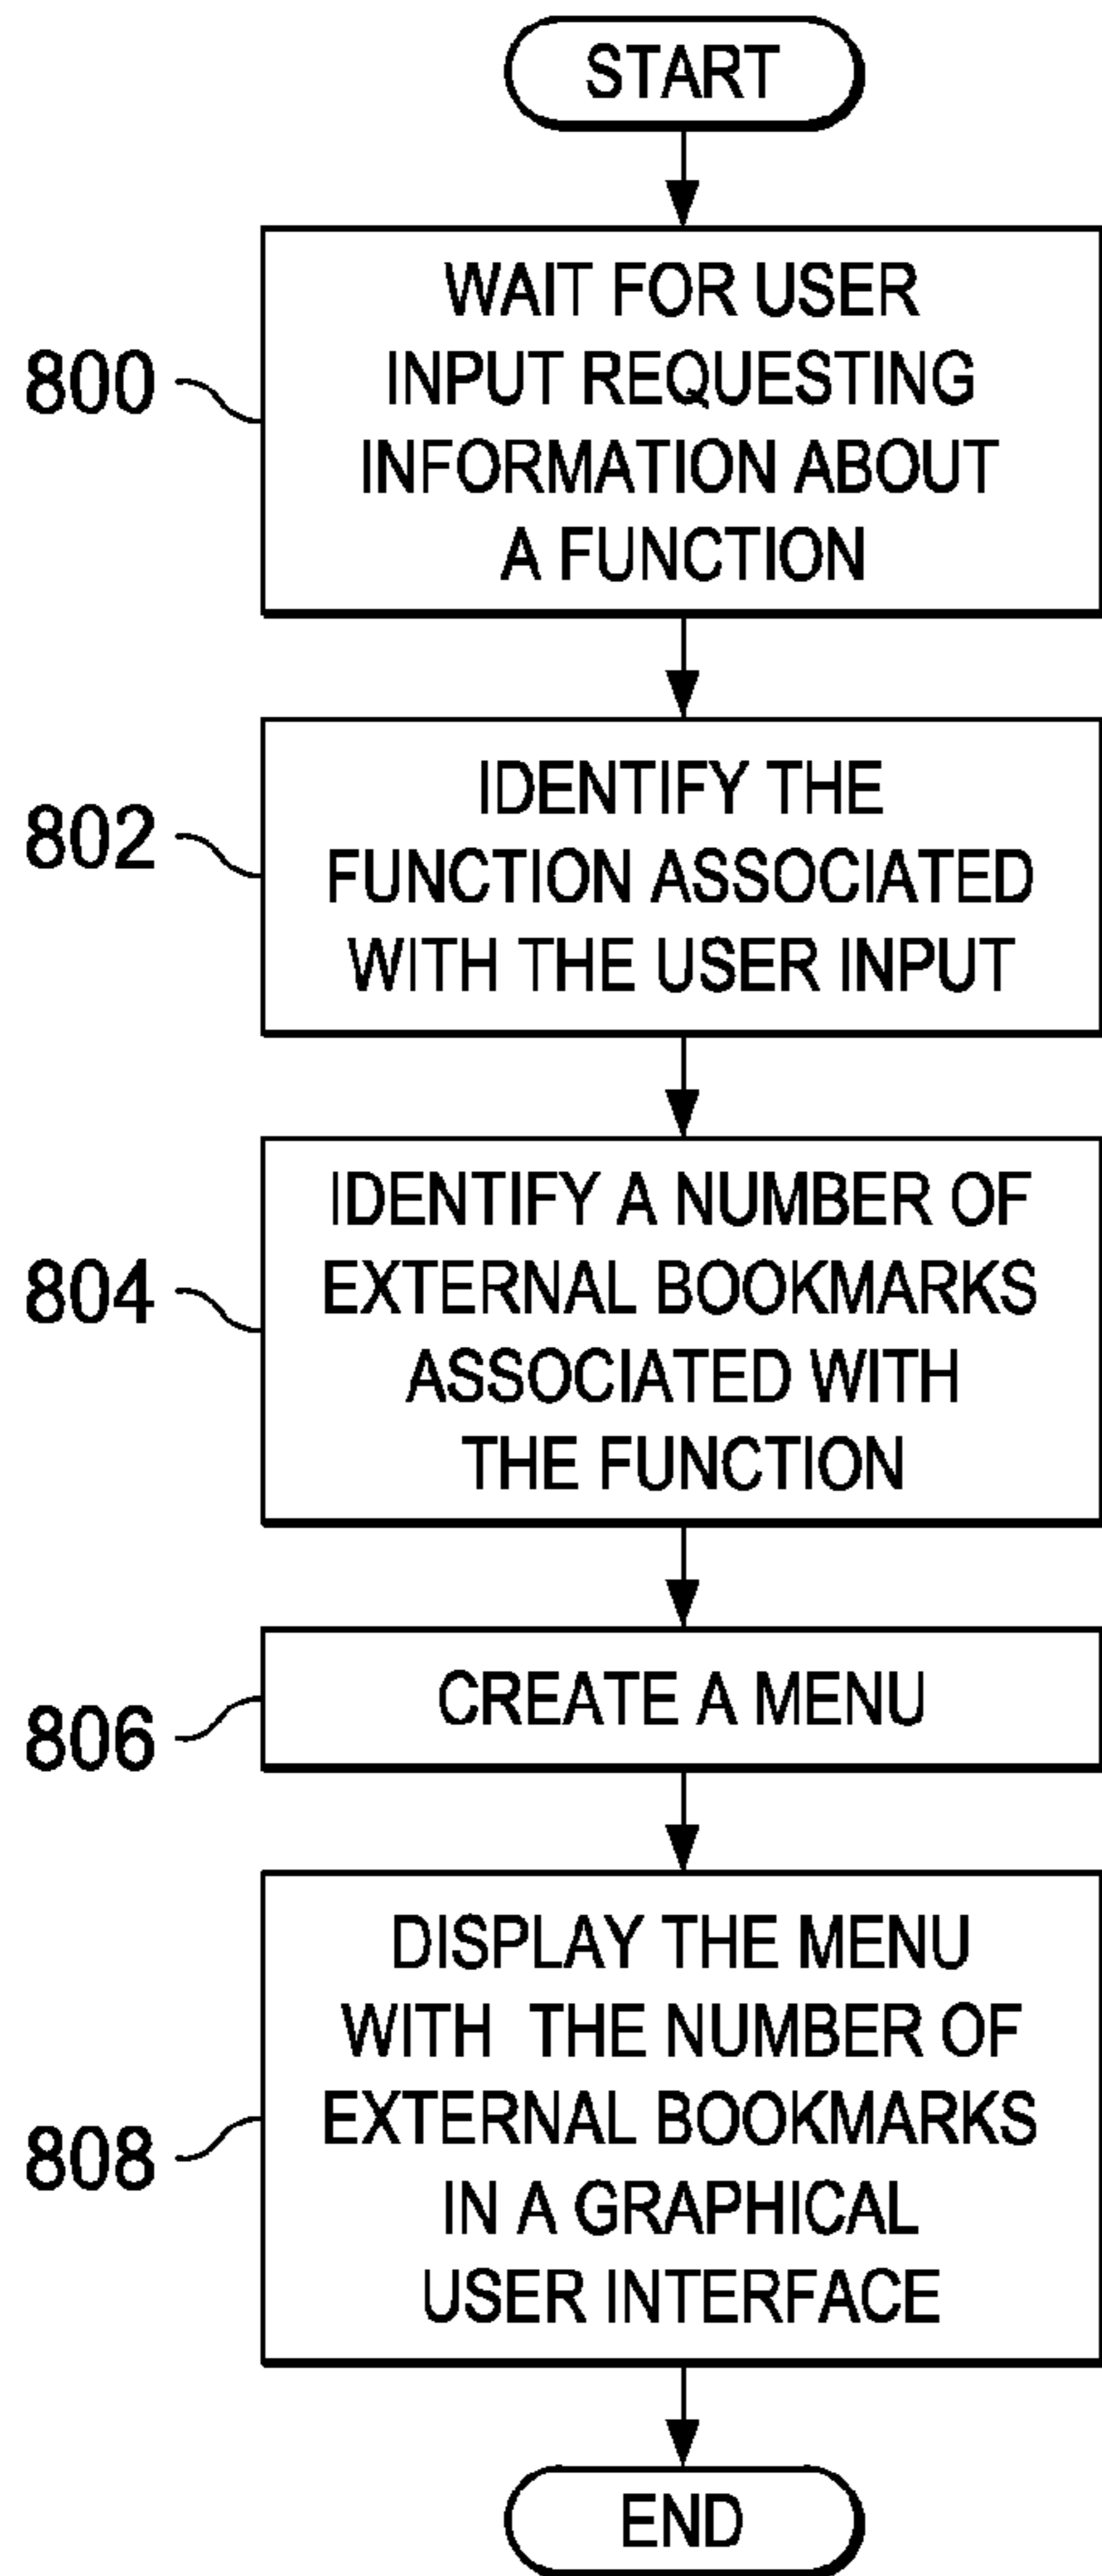 START
800
WAIT FOR USER
INPUT REQUESTING
INFORMATION ABOUT
A FUNCTION
802
IDENTIFY THE
FUNCTION ASSOCIATED
WITH THE USER INPUT
804
IDENTIFY A NUMBER OF
EXTERNAL BOOKMARKS
ASSOCIATED WITH
THE FUNCTION
806
CREATE A MENU
808
DISPLAY THE MENU
WITH THE NUMBER OF
EXTERNAL BOOKMARKS
IN A GRAPHICAL
USER INTERFACE
END